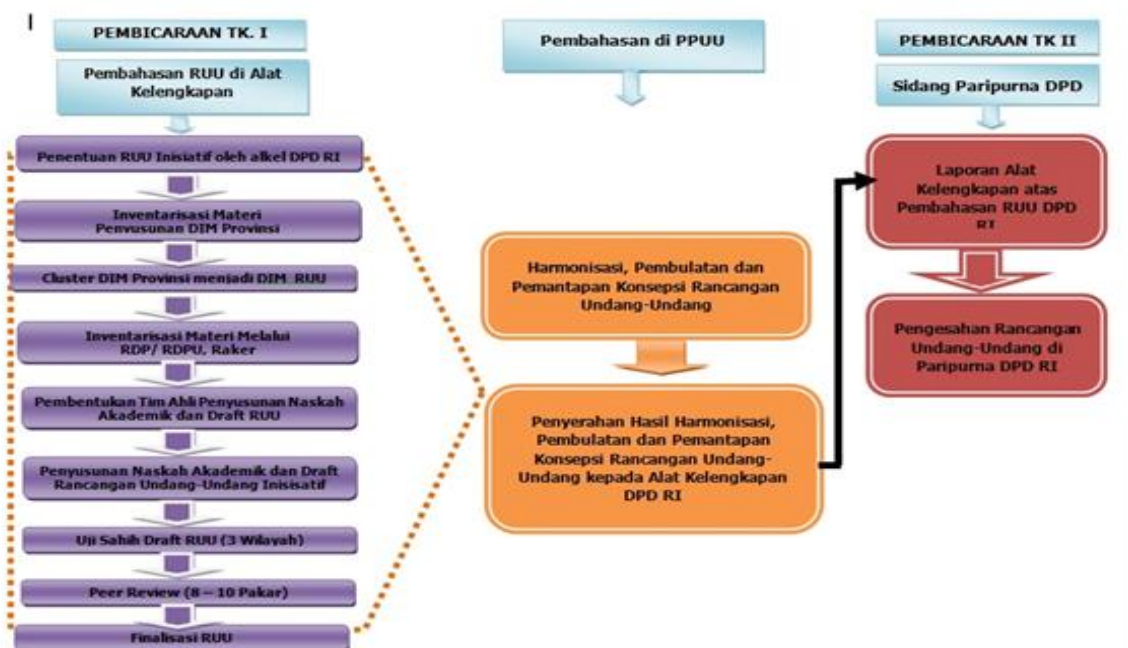 PEMBICARAAN TK. I
Pembahasan RUU di Alat
Kelengkapan
Penentuan RUU Inisiatif oleh alkel DPD RI
Inventarisasi Materi
Penyusunan DIM Provinsi
Cluster DIM Provinsi menjadi DIM RUU
Inventarisasi Materi Melalui
RDP/ RDPU, Raker
Pembentukan Tim Ahli Penyusunan Naskah
Akademik dan Draft RUU
Penyusunan Naskah Akademik dan Draft
Rancangan Undang-Undang Inisisatif
Uji Sahih Draft RUU (3 Wilayah)
Peer Review (8 – 10 Pakar)
Finalisasi RUU
Pembahasan di PPUU
Harmonisasi, Pembulatan dan
Pemantapan Konsepsi Rancangan
Undang-Undang
Penyerahan Hasil Harmonisasi,
Pembulatan dan Pemantapan
Konsepsi Rancangan Undang-
Undang kepada Alat Kelengkapan
DPD RI
PEMBICARAAN TK II
Sidang Paripurna DPD
Laporan Alat
Kelengkapan atas
Pembahasan RUU DPD
RI
Pengesahan Rancangan
Undang-Undang di
Paripurna DPD RI